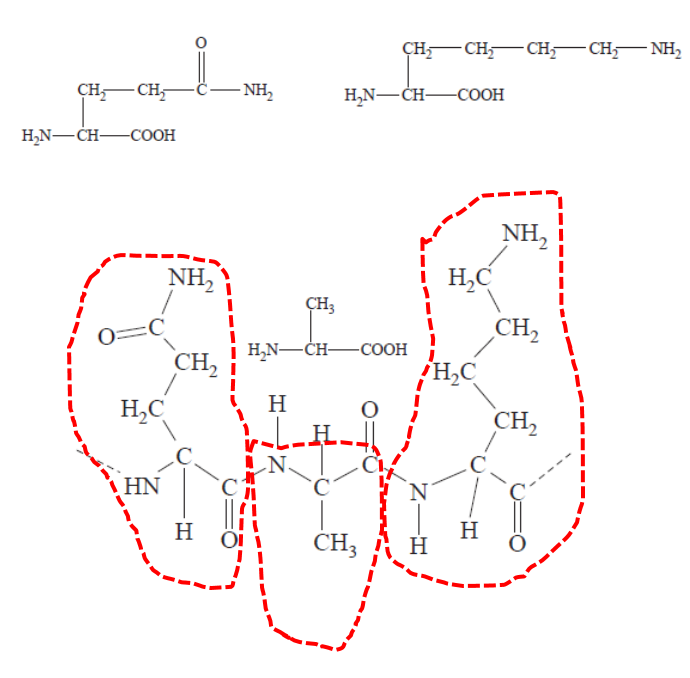 O
CH₂—CH₂—C—NH₂
H₂N—CH—COOH
CH₂—CH₂—CH₂—CH₂—NH₂
H₂N—CH—COOH
CH₃
H₂N—CH—COOH
NH₂
O
C
CH₂
H₂C
HN
C
H
C
O
H
N
H
C
CH₃
O
C
N
H
NH₂
H₂C
CH₂
H₂C
CH₂
C
H
C
O